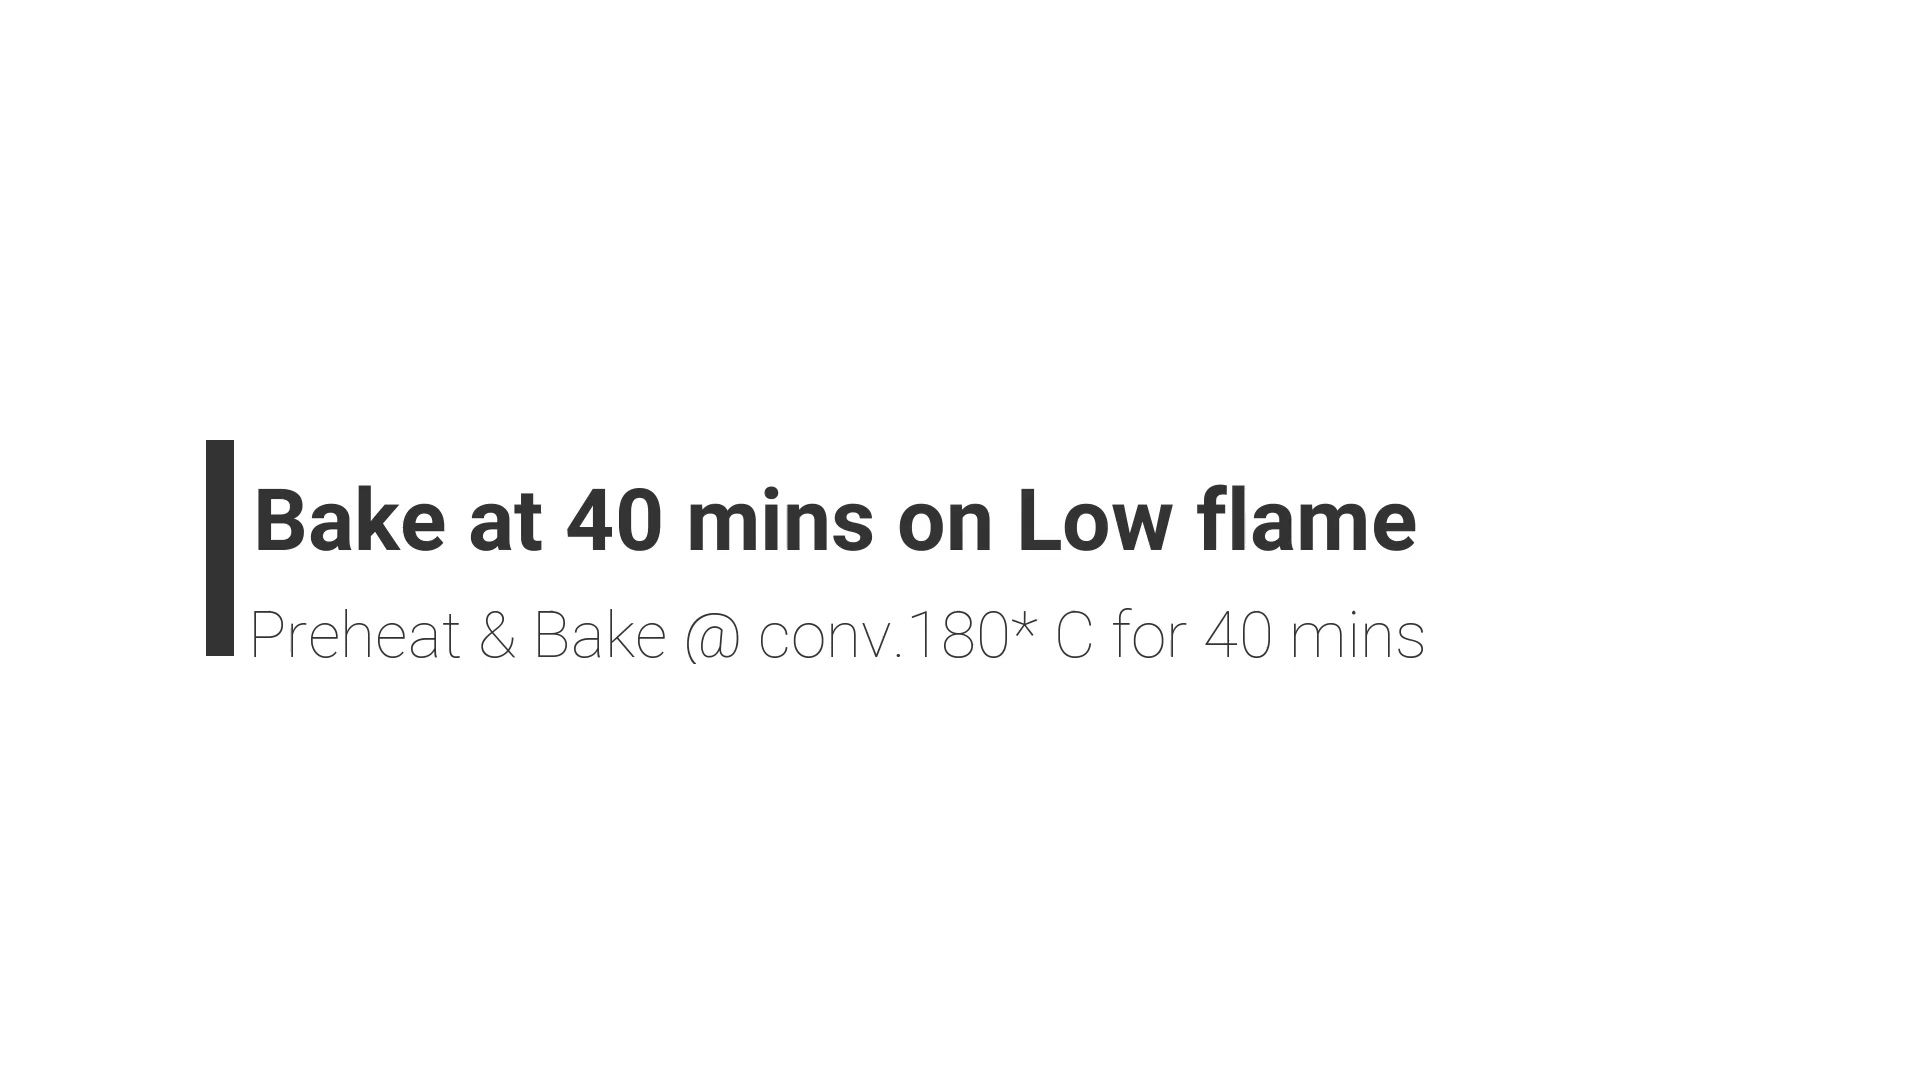 Bake at 40 mins on Low flame
Preheat & Bake @ conv.180* C for 40 mins